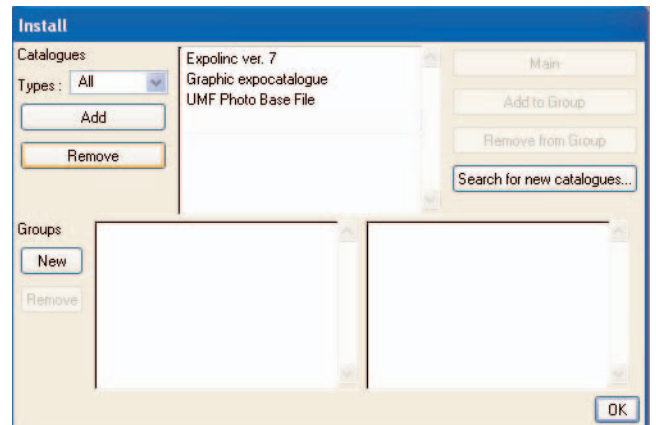 Install
Catalogues
Types : All
Add
Remove
Expolinc ver. 7
Graphic expocatalogue
UMF Photo Base File
Main
Add to Group
Remove from Group
Search for new catalogues...
Groups
New
Remove
OK